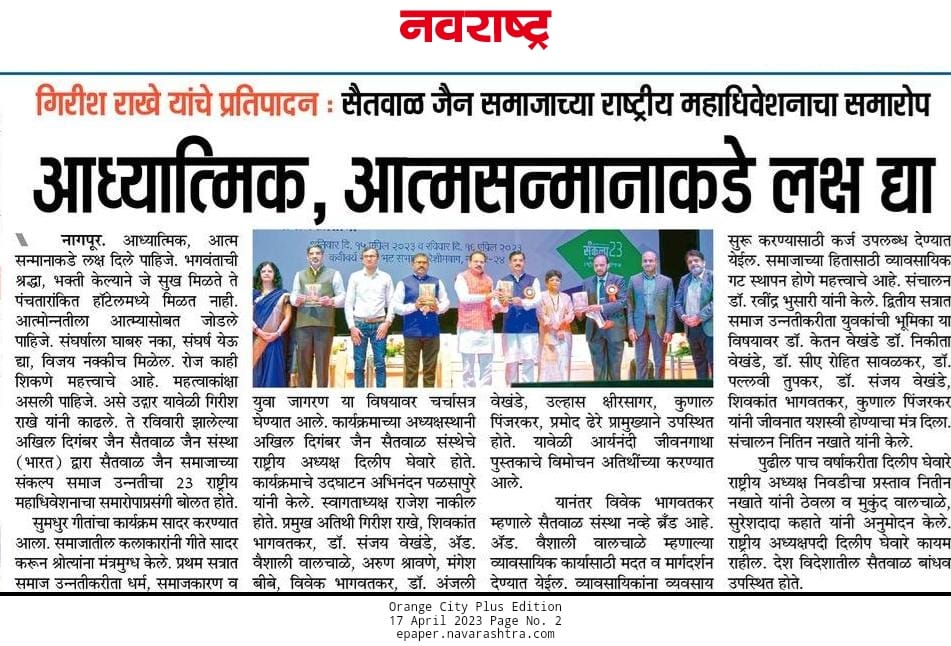 नवराष्ट्र
गिरीश राखे यांचे प्रतिपादन : सैतवाळ जैन समाजाच्या राष्ट्रीय महाधिवेशनाचा समारोप
आध्यात्मिक, आत्मसन्मानाकडे लक्ष द्या
नागपूर. आध्यात्मिक, आत्म
सन्मानाकडे लक्ष दिले पाहिजे. भगवंताची
श्रद्धा, भक्ती केल्याने जे सुख मिळते ते
पंचतारांकित हॉटेलमध्ये मिळत नाही.
आत्मोन्नतीला आत्म्यासोबत जोडले
पाहिजे. संघर्षाला घाबरु नका, संघर्ष येऊ
द्या, विजय नक्कीच मिळेल. रोज काही
शिकणे महत्त्वाचे आहे. महत्वाकांक्षा
असली पाहिजे. असे उद्गार यावेळी गिरीश
राखे यांनी काढले. ते रविवारी झालेल्या
अखिल दिगंबर जैन सैतवाळ जैन संस्था
(भारत) द्वारा सैतवाळ जैन समाजाच्या
संकल्प समाज उन्नतीचा 23 राष्ट्रीय
महाधिवेशनाचा समारोपाप्रसंगी बोलत होते.
सुमधुर गीतांचा कार्यक्रम सादर करण्यात
आला. समाजातील कलाकारांनी गीते सादर
करून श्रोत्यांना मंत्रमुग्ध केले. प्रथम सत्रात
समाज उन्नतीकरीता धर्म, समाजकारण व
शनिवार दि. १५ एप्रिल २०२३ व रविवार दि. १६ एप्रिल २०२३
संकल्प 23
युवा जागरण या विषयावर चर्चासत्र
घेण्यात आले. कार्यक्रमाच्या अध्यक्षस्थानी
अखिल दिगंबर जैन सैतवाळ संस्थेचे
राष्ट्रीय अध्यक्ष दिलीप घेवारे होते.
कार्यक्रमाचे उदघाटन अभिनंदन पळसापुरे
यांनी केले. स्वागताध्यक्ष राजेश नाकील
होते. प्रमुख अतिथी गिरीश राखे, शिवकांत
भागवतकर, डॉ. संजय वेखंडे, अॅड.
वैशाली वालचाळे, अरुण श्रावणे, मंगेश
बीबे, विवेक भागवतकर, डॉ. अंजली
वेखंडे, उल्हास क्षीरसागर, कुणाल
पिंजरकर, प्रमोद ढेरे प्रामुख्याने उपस्थित
होते. यावेळी आर्यनंदी जीवनगाथा
पुस्तकाचे विमोचन अतिथींच्या करण्यात
आले.
यानंतर विवेक भागवतकर
म्हणाले सैतवाळ संस्था नव्हे ब्रँड आहे.
अॅड. वैशाली वालचाळे म्हणाल्या
व्यावसायिक कार्यासाठी मदत व मार्गदर्शन
देण्यात येईल. व्यावसायिकांना व्यवसाय
सुरू करण्यासाठी कर्ज उपलब्ध देण्यात
येईल. समाजाच्या हितासाठी व्यावसायिक
गट स्थापन होणे महत्त्वाचे आहे. संचालन
डॉ. रवींद्र भुसारी यांनी केले. द्वितीय सत्रात
समाज उन्नतीकरीता युवकांची भूमिका या
विषयावर डॉ. केतन वेखंडे डॉ. निकीता
वेखंडे, डॉ. सीए रोहित सावळकर, डॉ.
पल्लवी तुपकर, डॉ. संजय वेखंडे,
शिवकांत भागवतकर, कुणाल पिंजरकर
यांनी जीवनात यशस्वी होण्याचा मंत्र दिला.
संचालन नितिन नखाते यांनी केले.
पुढील पाच वर्षाकरीता दिलीप घेवारे
राष्ट्रीय अध्यक्ष निवडीचा प्रस्ताव नितीन
नखाते यांनी ठेवला व मुकुंद वालचाळे,
सुरेशदादा कहाते यांनी अनुमोदन केले.
राष्ट्रीय अध्यक्षपदी दिलीप घेवारे कायम
राहील. देश विदेशातील सैतवाळ बांधव
उपस्थित होते.
Orange City Plus Edition
17 April 2023 Page No. 2
epaper.navarashtra.com